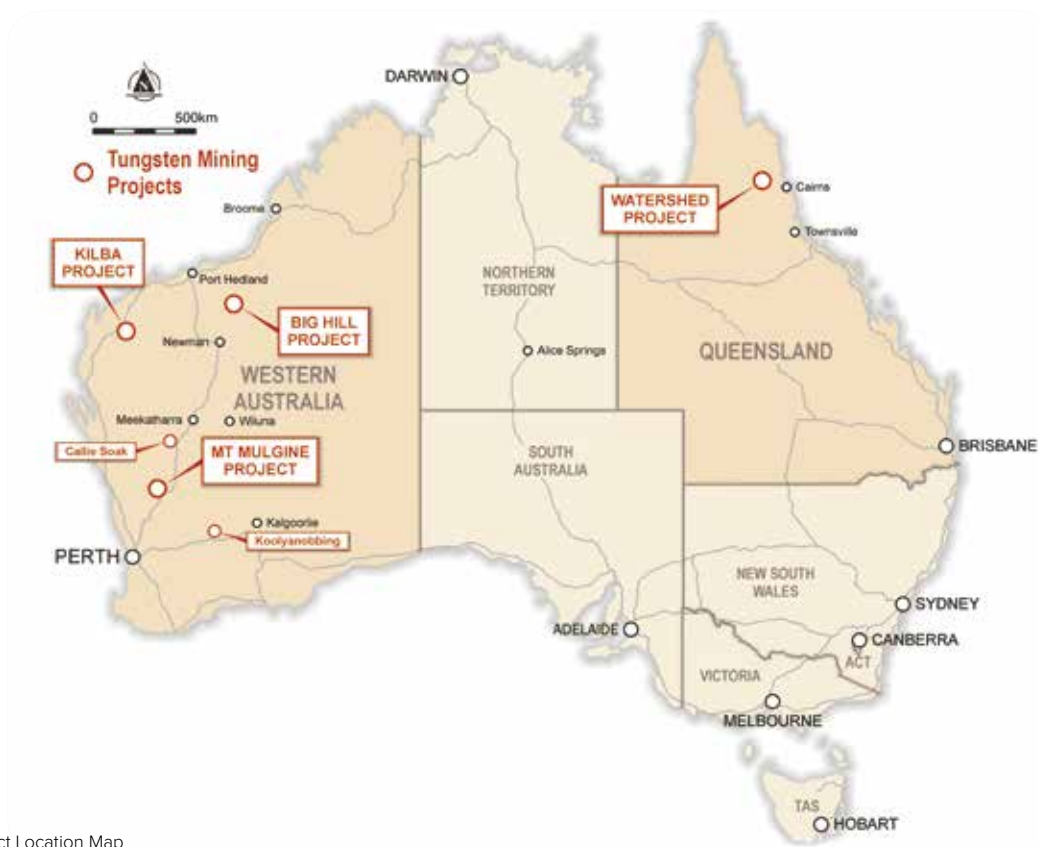 DARWIN
N
0 500km
Tungsten Mining
Projects
WATERSHED
PROJECT
Cairns
Townsville
Broome
KILBA
PROJECT
Port Hedland
NORTHERN
TERRITORY
BIG HILL
PROJECT
Newman
Alice Springs
QUEENSLAND
WESTERN
AUSTRALIA
Meekatharra
Wiluna
Callie Soak
MT MULGINE
PROJECT
SOUTH
AUSTRALIA
BRISBANE
Kalgoorlie
Koolyanobbing
PERTH
NEW SOUTH
WALES
SYDNEY
ADELAIDE
CANBERRA
ACT
VICTORIA
MELBOURNE
TAS
HOBART
Location Map